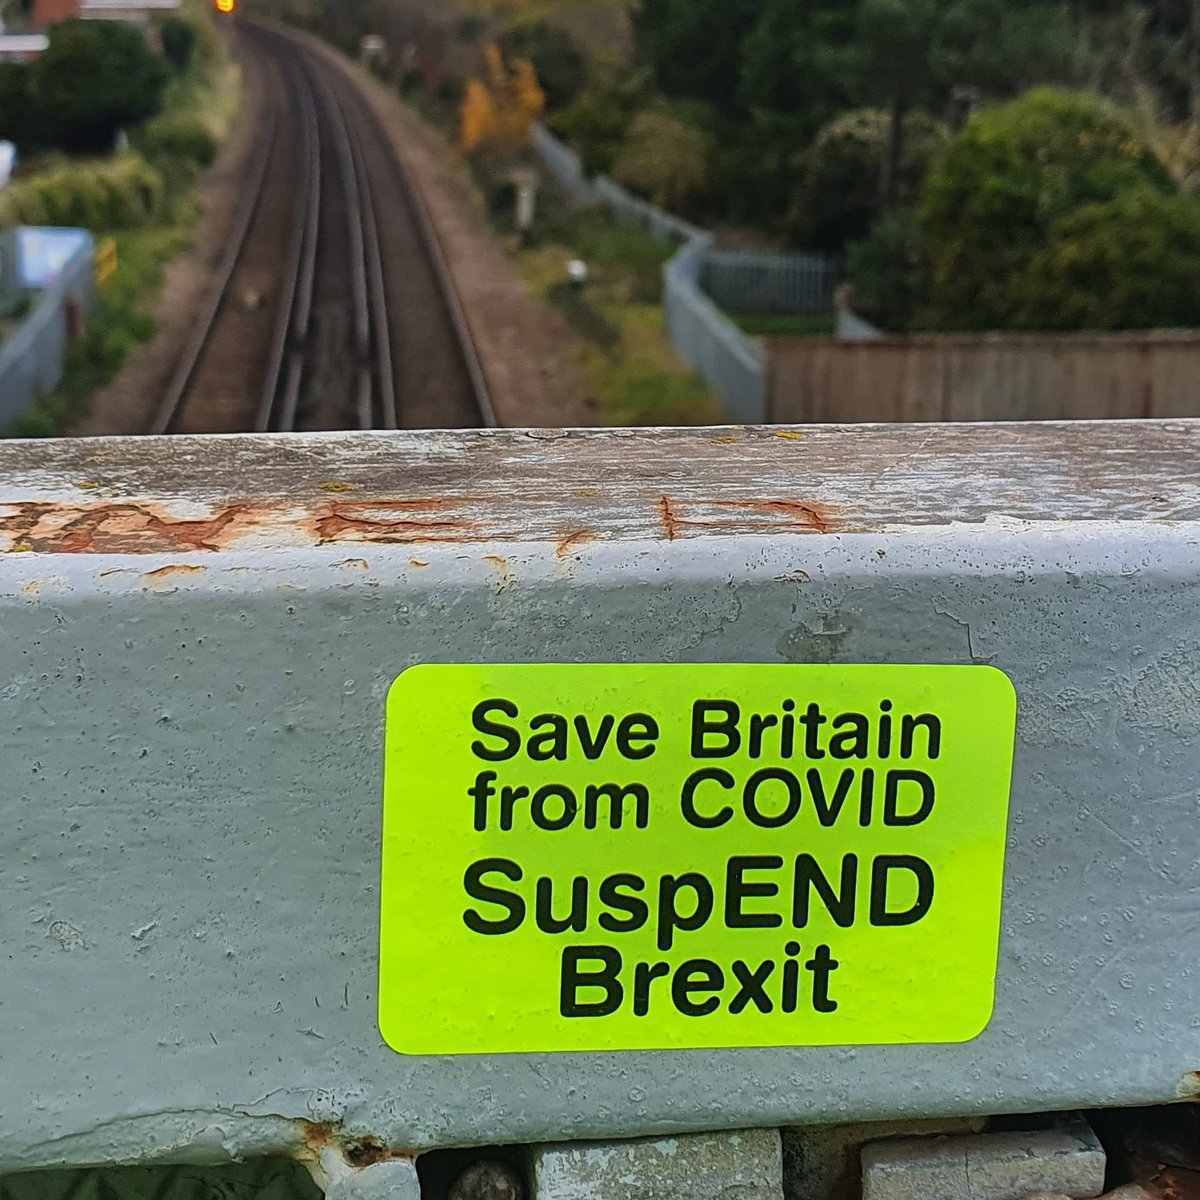 Save Britain
from COVID
SuspEND
Brexit